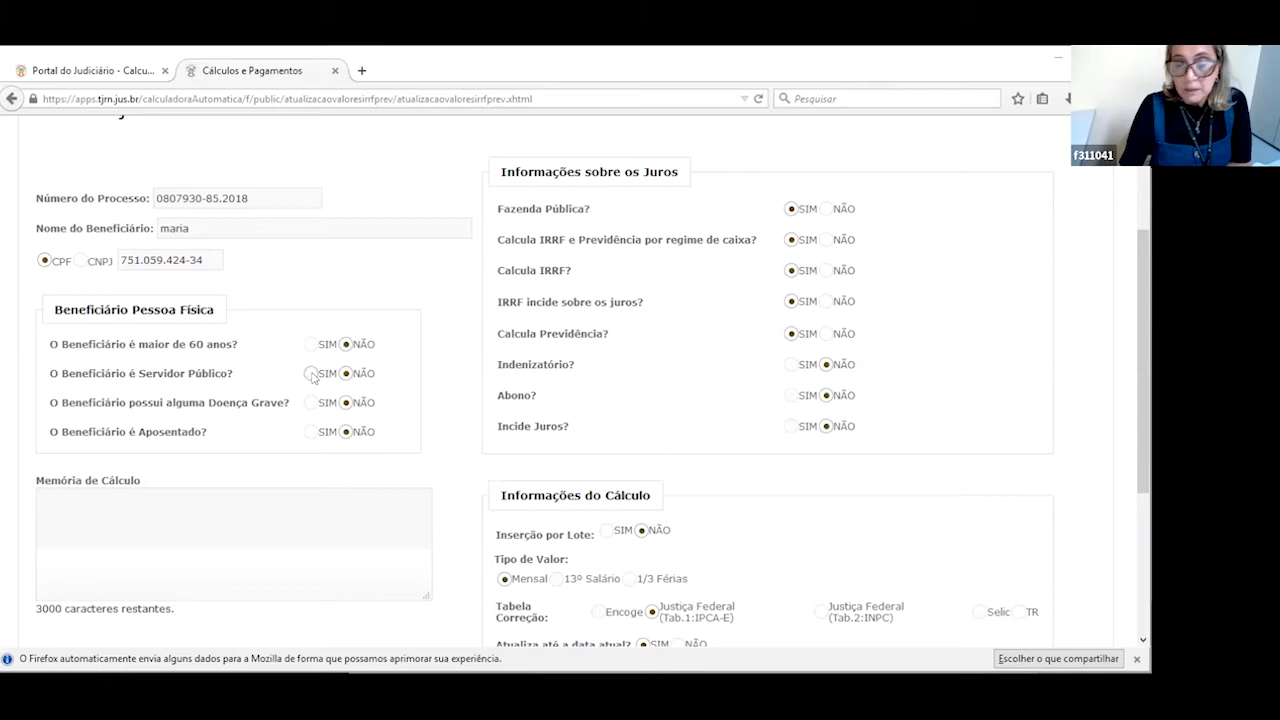 Portal do Judiciário - Calcu...
Cálculos e Pagamentos
https://apps.tjrn.jus.br/calculadoraAutomatica/f/public/atualizacaovaloresirrfprev/atualizacaovaloresirrfprev.xhtml
Pesquisar
f311041
Número do Processo: 0807930-85.2018
Nome do Beneficiário: maria
CPF CNPJ 751.059.424-34
Beneficiário Pessoa Física
O Beneficiário é maior de 60 anos? SIM NÃO
O Beneficiário é Servidor Público? SIM NÃO
O Beneficiário possui alguma Doença Grave? SIM NÃO
O Beneficiário é Aposentado? SIM NÃO
Memória de Cálculo
3000 caracteres restantes.
Informações sobre os Juros
Fazenda Pública? SIM NÃO
Calcula IRRF e Previdência por regime de caixa? SIM NÃO
Calcula IRRF? SIM NÃO
IRRF incide sobre os juros? SIM NÃO
Calcula Previdência? SIM NÃO
Indenizatório? SIM NÃO
Abono? SIM NÃO
Incide Juros? SIM NÃO
Informações do Cálculo
Inserção por Lote: SIM NÃO
Tipo de Valor:
Mensal 13º Salário 1/3 Férias
Tabela Correção: Encoge Justiça Federal (Tab.1:IPCA-E) Justiça Federal (Tab.2:INPC) Selic TR
Atualiza até a data atual? SIM NÃO
O Firefox automaticamente envia alguns dados para a Mozilla de forma que possamos aprimorar sua experiência.
Escolher o que compartilhar